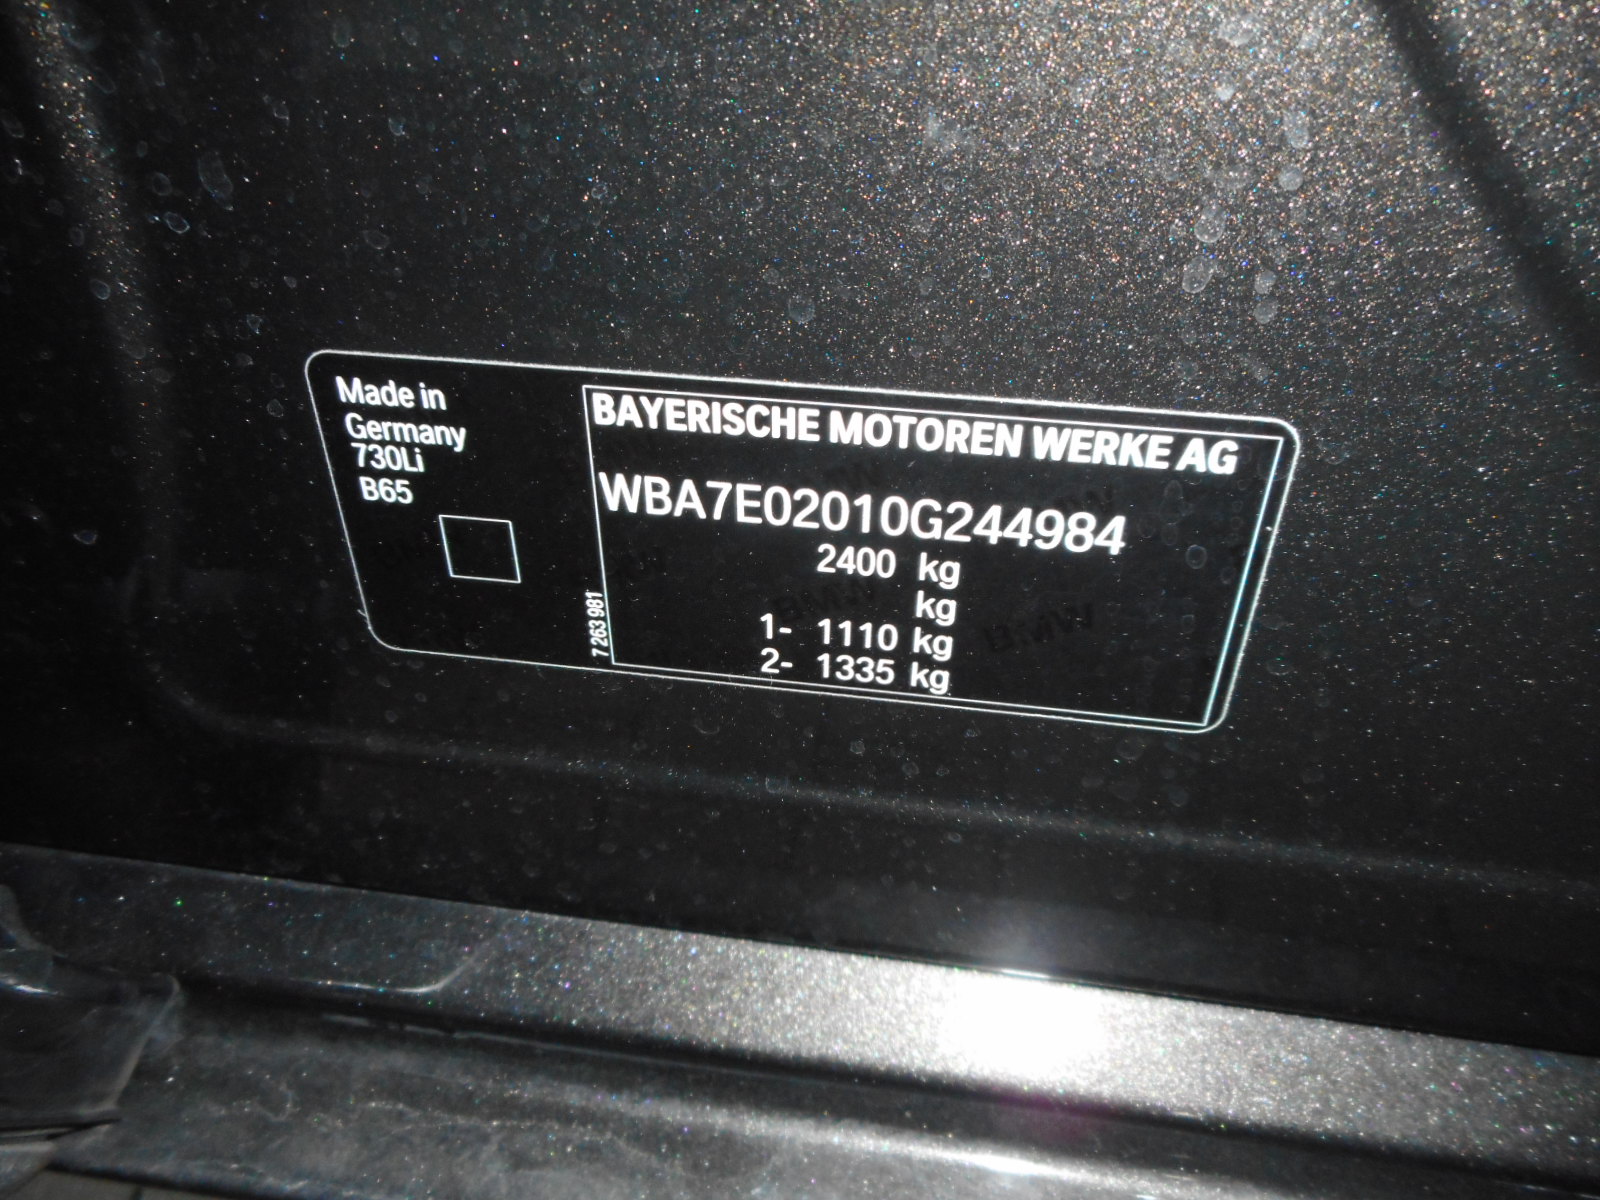 Made in
Germany
730Li
B65
7 263 981
BAYERISCHE MOTOREN WERKE AG
WBA7E02010G244984
2400 kg
kg
1- 1110 kg
2- 1335 kg